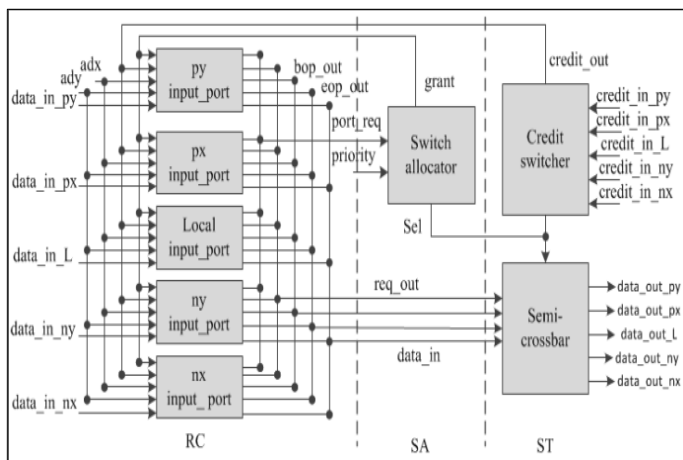 adx
ady
data_in_py
data_in_px
data_in_L
data_in_ny
data_in_nx
py
input_port
px
input_port
Local
input_port
ny
input_port
nx
input_ port
bop_out
eop_out
port_req
priority
grant
Switch
allocator
Sel
req_out
data_in
credit_out
Credit
switcher
credit_in_py
credit_in_px
credit_in_L
credit_in_ny
credit_in_nx
Semi-
crossbar
data_out_py
data_out_px
data_out_L
data_out_ny
data_out_nx
RC
SA
ST